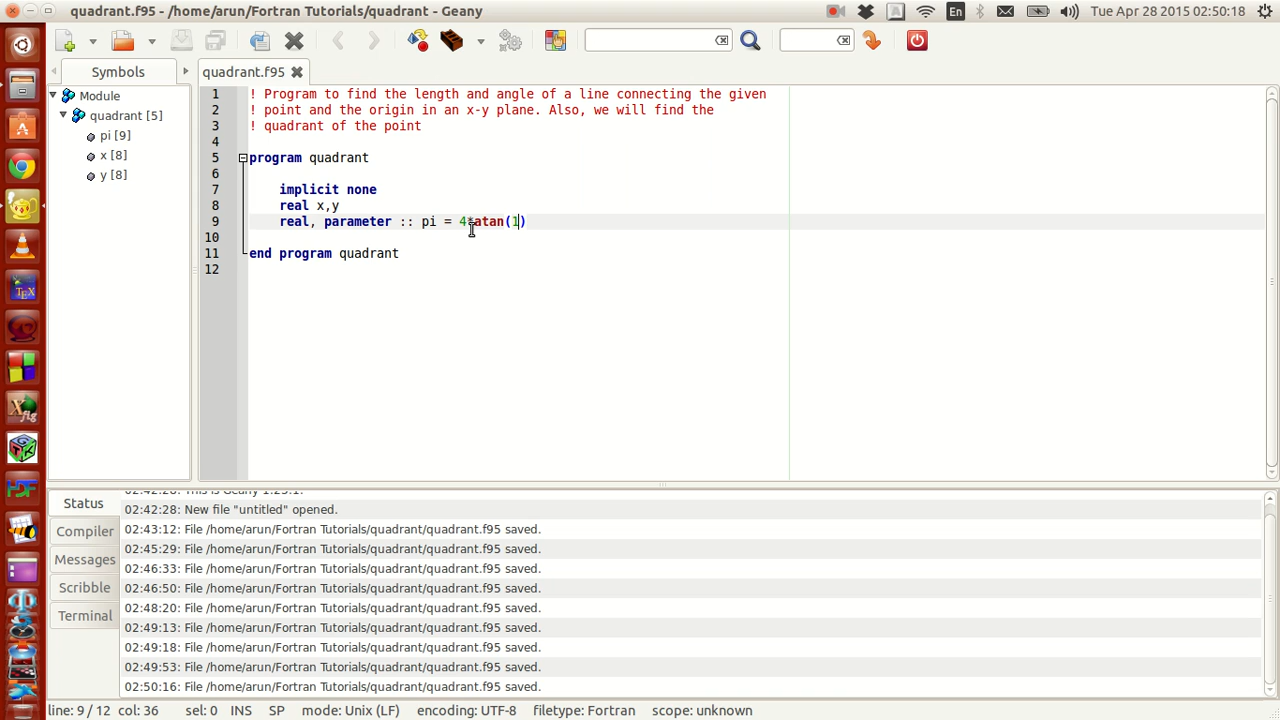 quadrant.f95 - /home/arun/Fortran Tutorials/quadrant - Geany
En
Tue Apr 28 2015 02:50:18
Symbols
quadrant.f95
Module
quadrant [5]
pi [9]
x [8]
y [8]
1 ! Program to find the length and angle of a line connecting the given
2 ! point and the origin in an x-y plane. Also, we will find the
3 ! quadrant of the point
4
5 program quadrant
6
7 implicit none
8 real x,y
9 real, parameter :: pi = 4*atan(1)
10
11 end program quadrant
12
Status
Compiler
Messages
Scribble
Terminal
02:42:28: This is Geany 1.23.1.
02:42:28: New file "untitled" opened.
02:43:12: File /home/arun/Fortran Tutorials/quadrant/quadrant.f95 saved.
02:45:29: File /home/arun/Fortran Tutorials/quadrant/quadrant.f95 saved.
02:46:33: File /home/arun/Fortran Tutorials/quadrant/quadrant.f95 saved.
02:46:50: File /home/arun/Fortran Tutorials/quadrant/quadrant.f95 saved.
02:48:20: File /home/arun/Fortran Tutorials/quadrant/quadrant.f95 saved.
02:49:13: File /home/arun/Fortran Tutorials/quadrant/quadrant.f95 saved.
02:49:18: File /home/arun/Fortran Tutorials/quadrant/quadrant.f95 saved.
02:49:53: File /home/arun/Fortran Tutorials/quadrant/quadrant.f95 saved.
02:50:16: File /home/arun/Fortran Tutorials/quadrant/quadrant.f95 saved.
line: 9 / 12 col: 36 sel: 0 INS SP mode: Unix (LF) encoding: UTF-8 filetype: Fortran scope: unknown